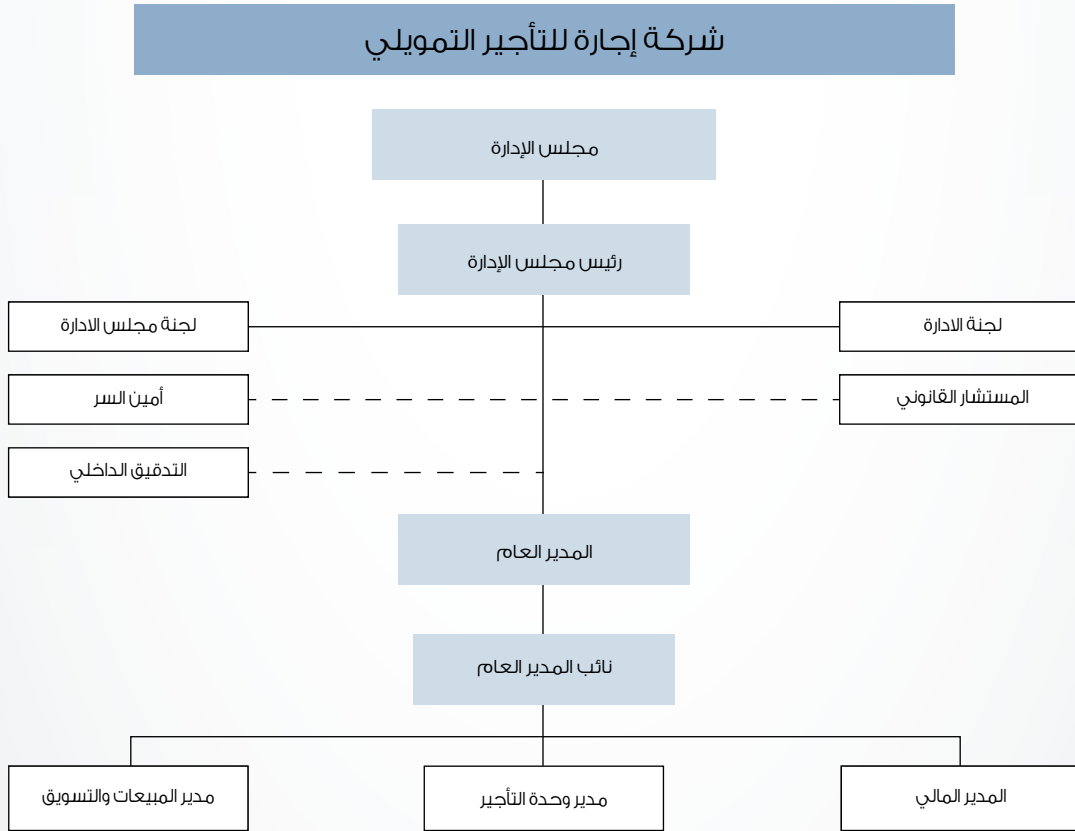 شركة إجارة للتأجير التمويلي
مجلس الإدارة
رئيس مجلس الإدارة
لجنة الادارة
لجنة مجلس الادارة
المستشار القانوني
أمين السر
التدقيق الداخلي
المدير العام
نائب المدير العام
المدير المالي
مدير وحدة التأجير
مدير المبيعات والتسويق